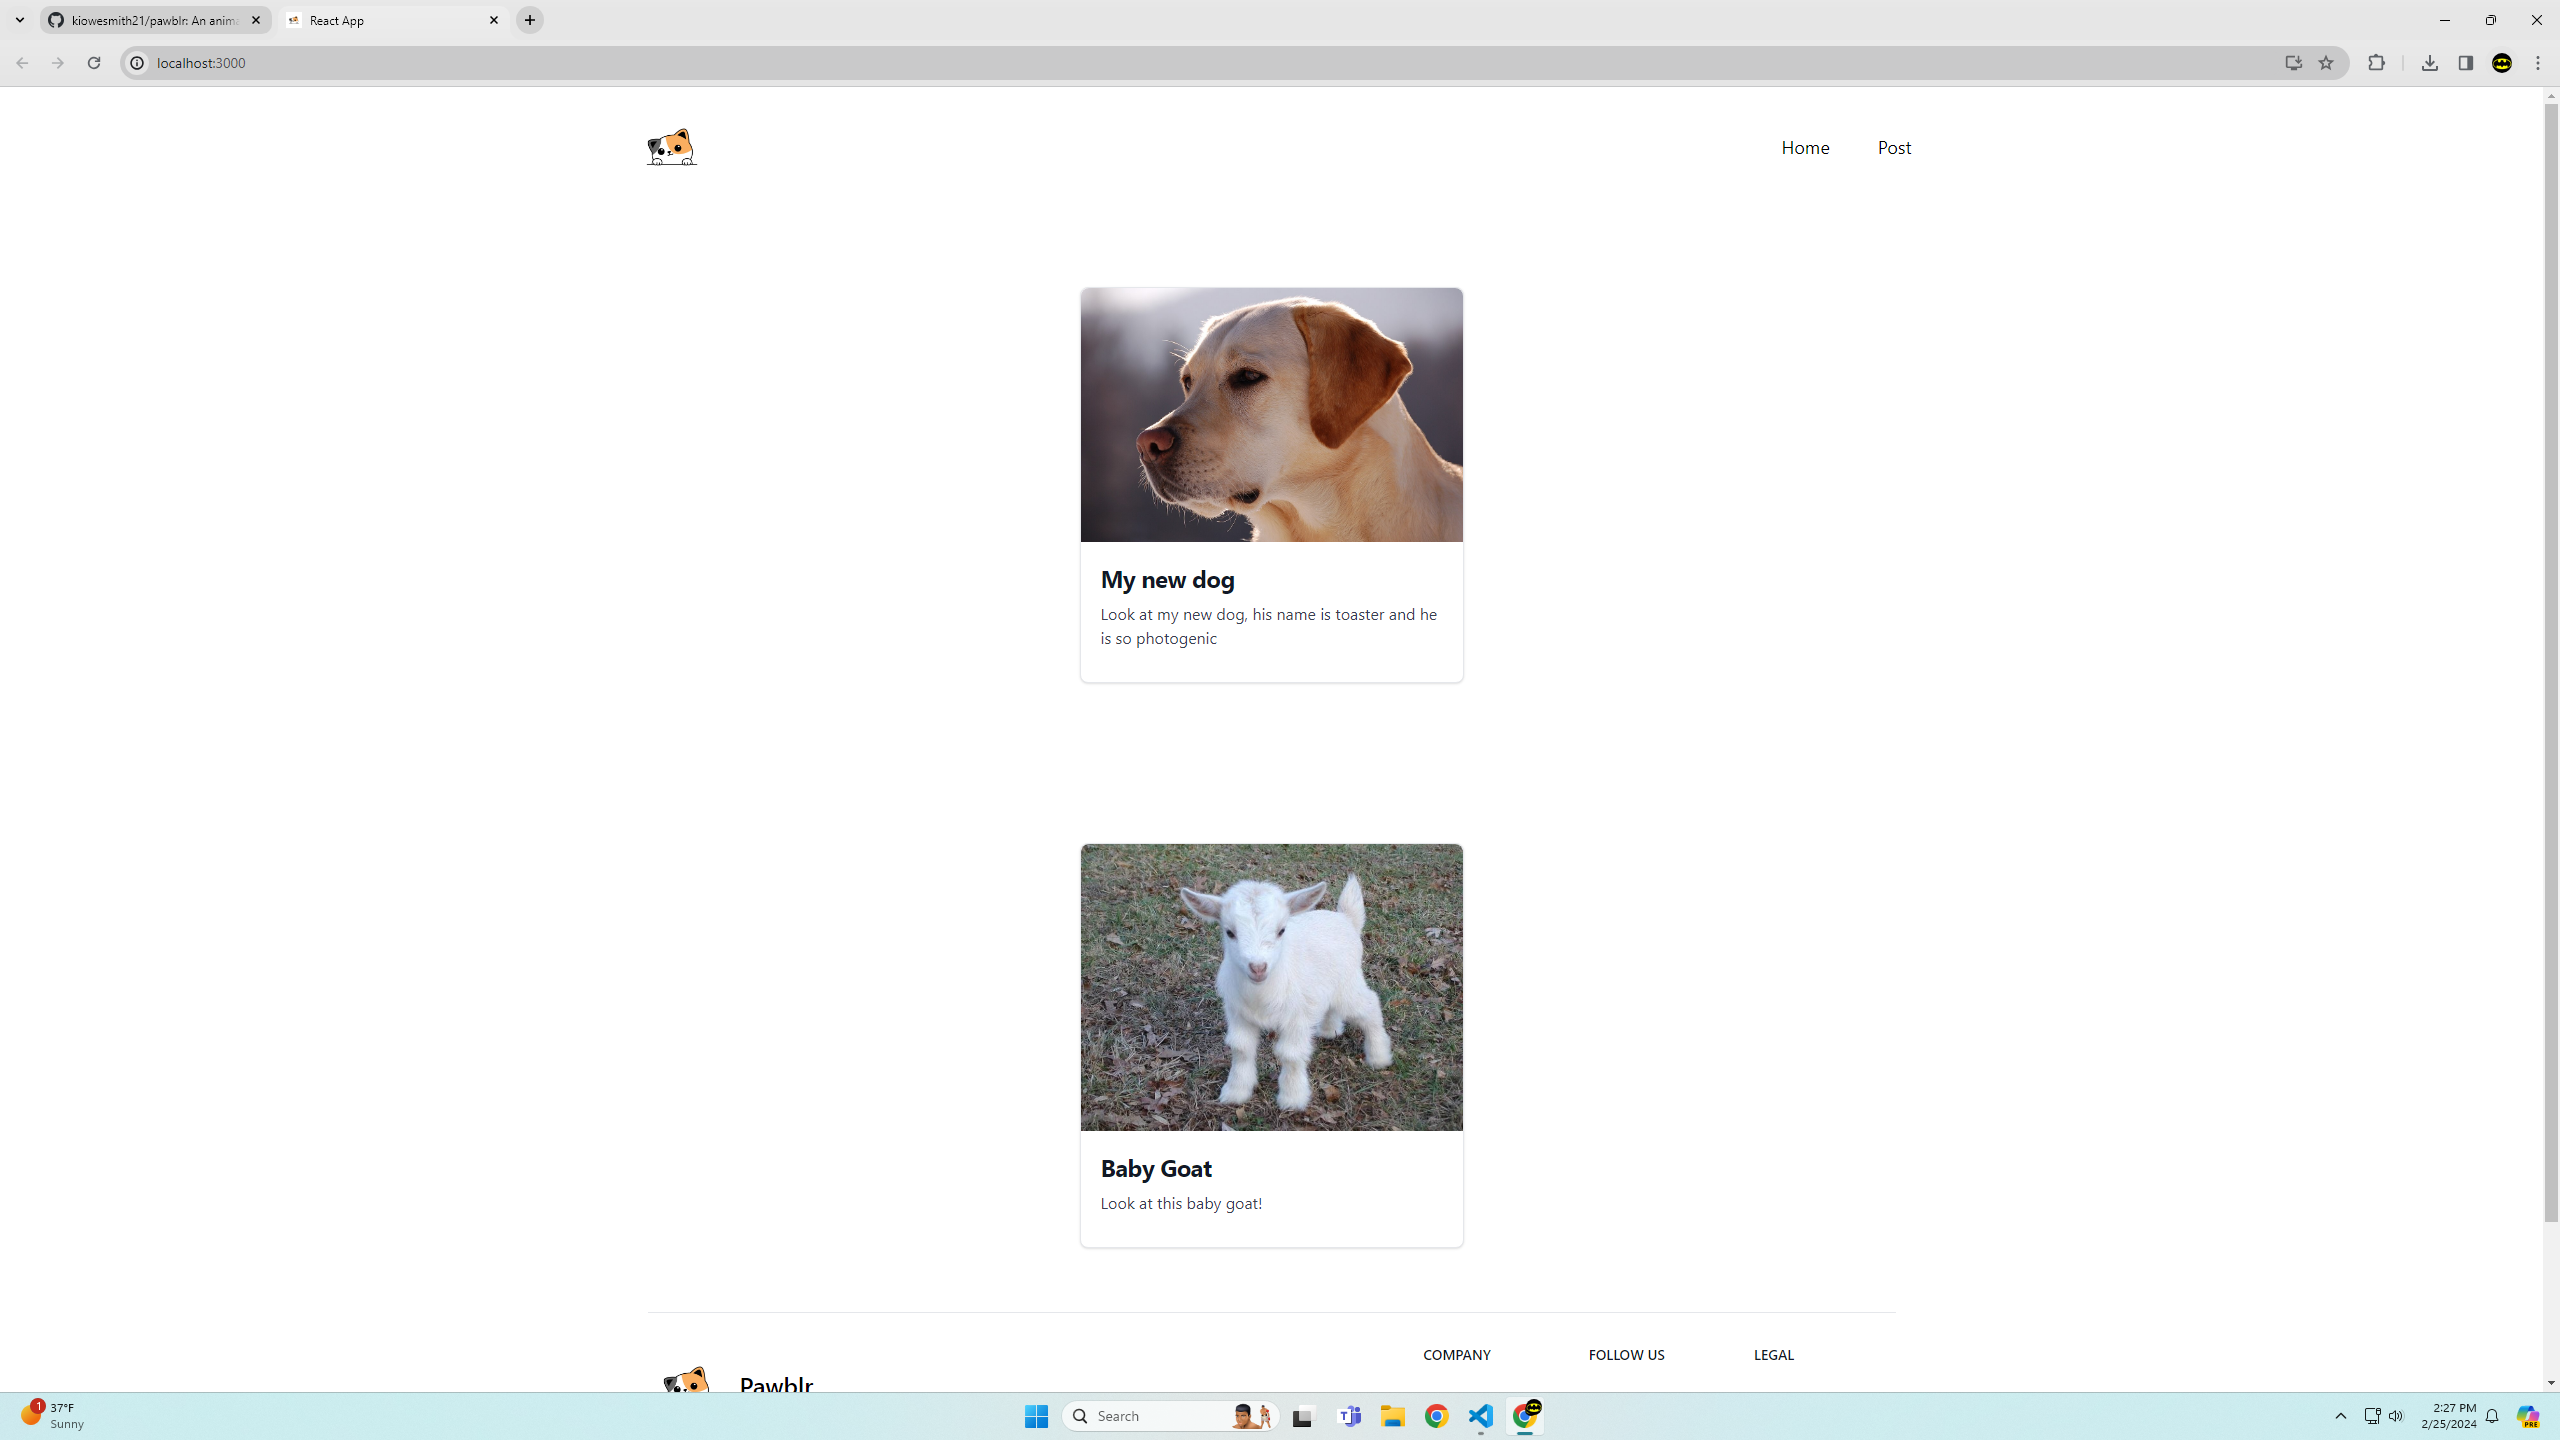 kiowesmith21/pawblr: An anima
React App
localhost:3000
Home
Post
My new dog
Look at my new dog, his name is toaster and he
is so photogenic
Baby Goat
Look at this baby goat!
COMPANY
FOLLOW US
LEGAL
Pawblr
1
37°F
Sunny
Search
T
PRE
2:27 PM
2/25/2024